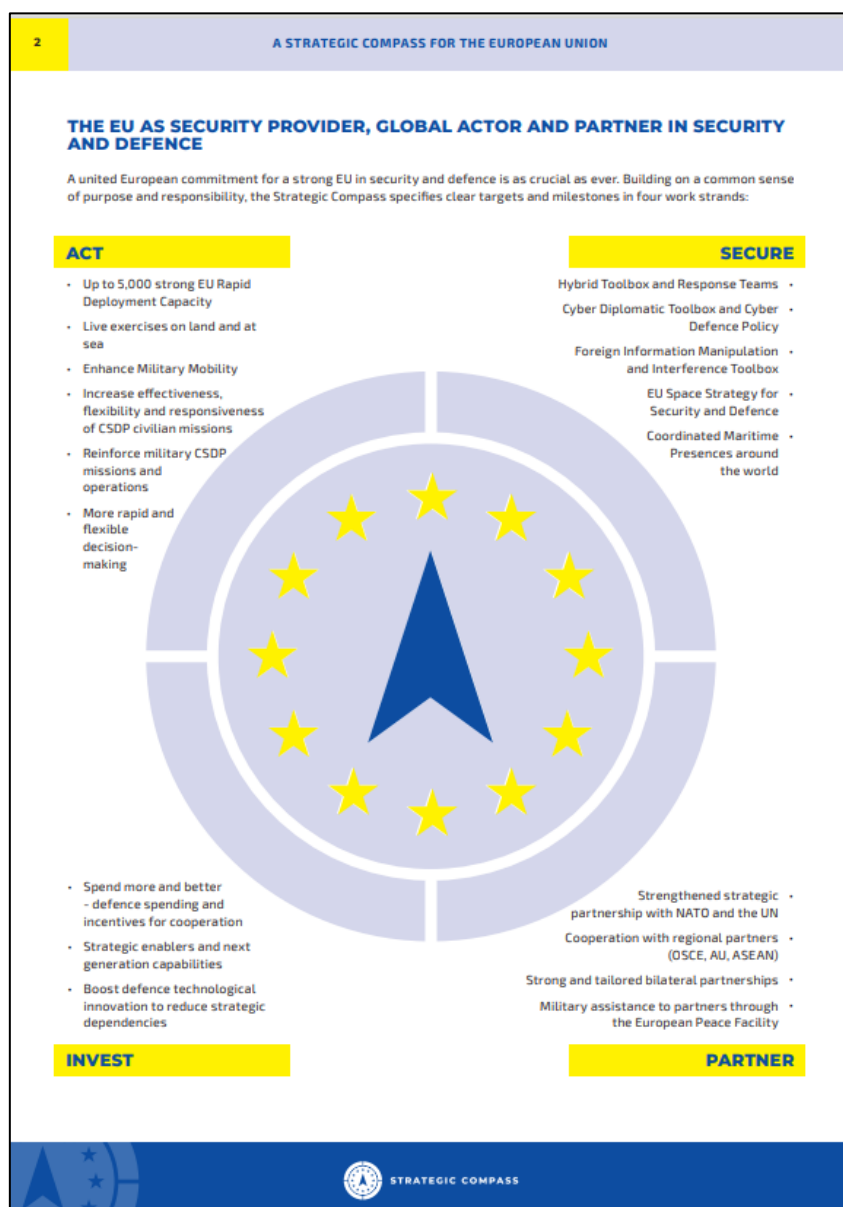 2
A STRATEGIC COMPASS FOR THE EUROPEAN UNION
THE EU AS SECURITY PROVIDER, GLOBAL ACTOR AND PARTNER IN SECURITY
AND DEFENCE
A united European commitment for a strong EU in security and defence is as crucial as ever. Building on a common sense
of purpose and responsibility, the Strategic Compass specifies clear targets and milestones in four work strands:
ACT
• Up to 5,000 strong EU Rapid
Deployment Capacity
• Live exercises on land and at
sea
• Enhance Military Mobility
• Increase effectiveness,
flexibility and responsiveness
of CSDP civilian missions
• Reinforce military CSDP
missions and
operations
• More rapid and
flexible
decision-
making
SECURE
Hybrid Toolbox and Response Teams •
Cyber Diplomatic Toolbox and Cyber •
Defence Policy
Foreign Information Manipulation •
and Interference Toolbox
EU Space Strategy for •
Security and Defence
Coordinated Maritime •
Presences around
the world
• Spend more and better
- defence spending and
incentives for cooperation
• Strategic enablers and next
generation capabilities
• Boost defence technological
innovation to reduce strategic
dependencies
INVEST
Strengthened strategic •
partnership with NATO and the UN
Cooperation with regional partners •
(OSCE, AU, ASEAN)
Strong and tailored bilateral partnerships •
Military assistance to partners through •
the European Peace Facility
PARTNER
STRATEGIC COMPASS